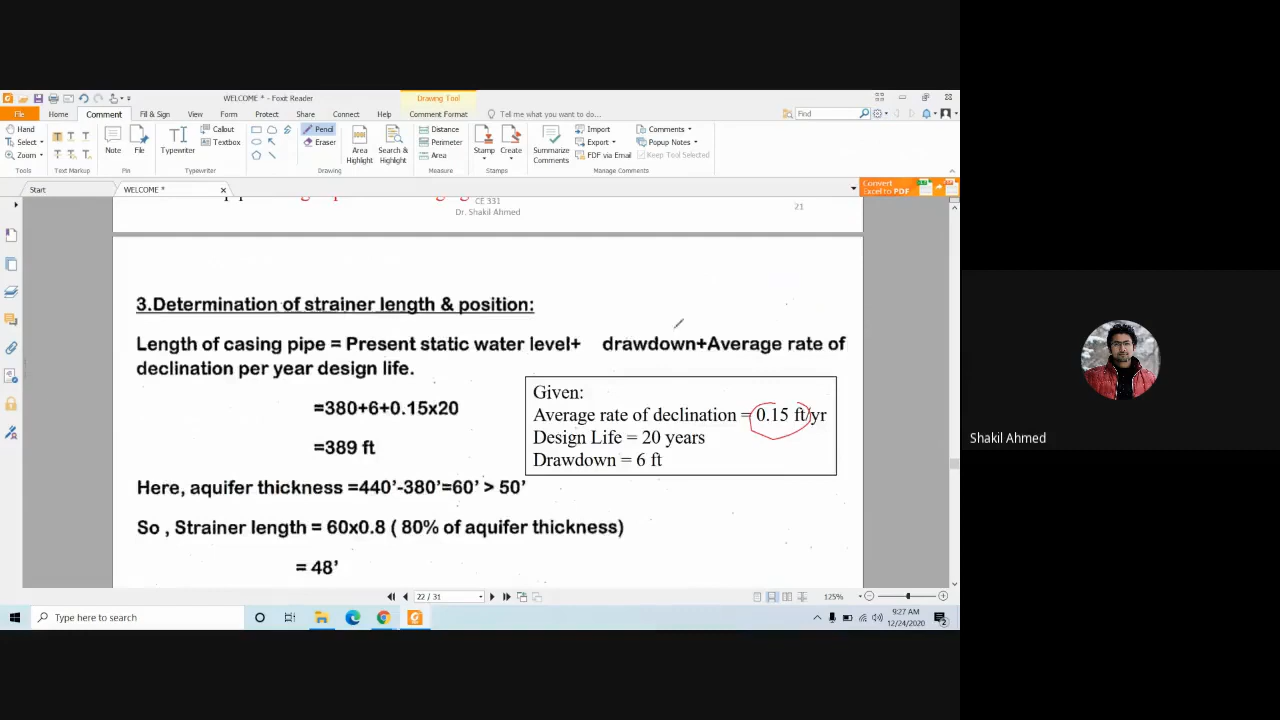 WELCOME * - Foxit Reader
Drawing Tool
File Home Comment Fill & Sign View Form Protect Share Connect Help Comment Format Tell me what you want to do... Find
Hand
Select
Zoom
Tools
Text Markup
Note
File
Pin
Typewriter
Callout
Textbox
Typewriter
Pencil
Eraser
Area Highlight
Search & Highlight
Drawing
Distance
Perimeter
Area
Measure
Stamp
Create
Stamps
Summarize Comments
Import
Export
FDF via Email
Comments
Popup Notes
Keep Tool Selected
Manage Comments
Start
WELCOME *
Convert Excel to PDF
CE 331
Dr. Shakil Ahmed
21
3.Determination of strainer length & position:
Length of casing pipe = Present static water level+ drawdown+Average rate of
declination per year design life.
=380+6+0.15x20
=389 ft
Given:
Average rate of declination = 0.15 ft/yr
Design Life = 20 years
Drawdown = 6 ft
Here, aquifer thickness =440’-380’=60’ > 50’
So , Strainer length = 60x0.8 ( 80% of aquifer thickness)
= 48’
22 / 31
125%
Type here to search
9:27 AM
12/24/2020
2
Shakil Ahmed